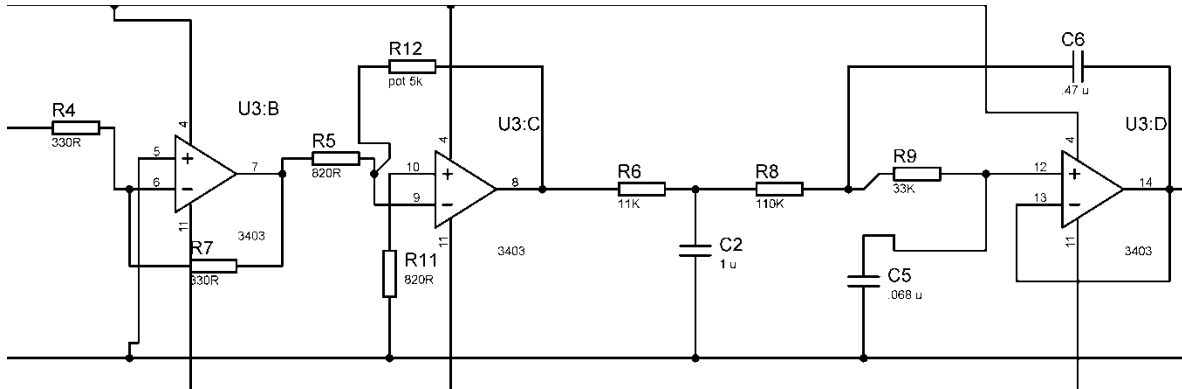 R4
330R
U3:B
4
5
6
7
11
3403
R7
330R
R5
820R
R12
pot 5k
U3:C
4
10
9
8
11
3403
R11
820R
R6
11K
C2
1 u
R8
110K
R9
33K
C5
.068 u
C6
.47 u
U3:D
4
12
13
14
11
3403